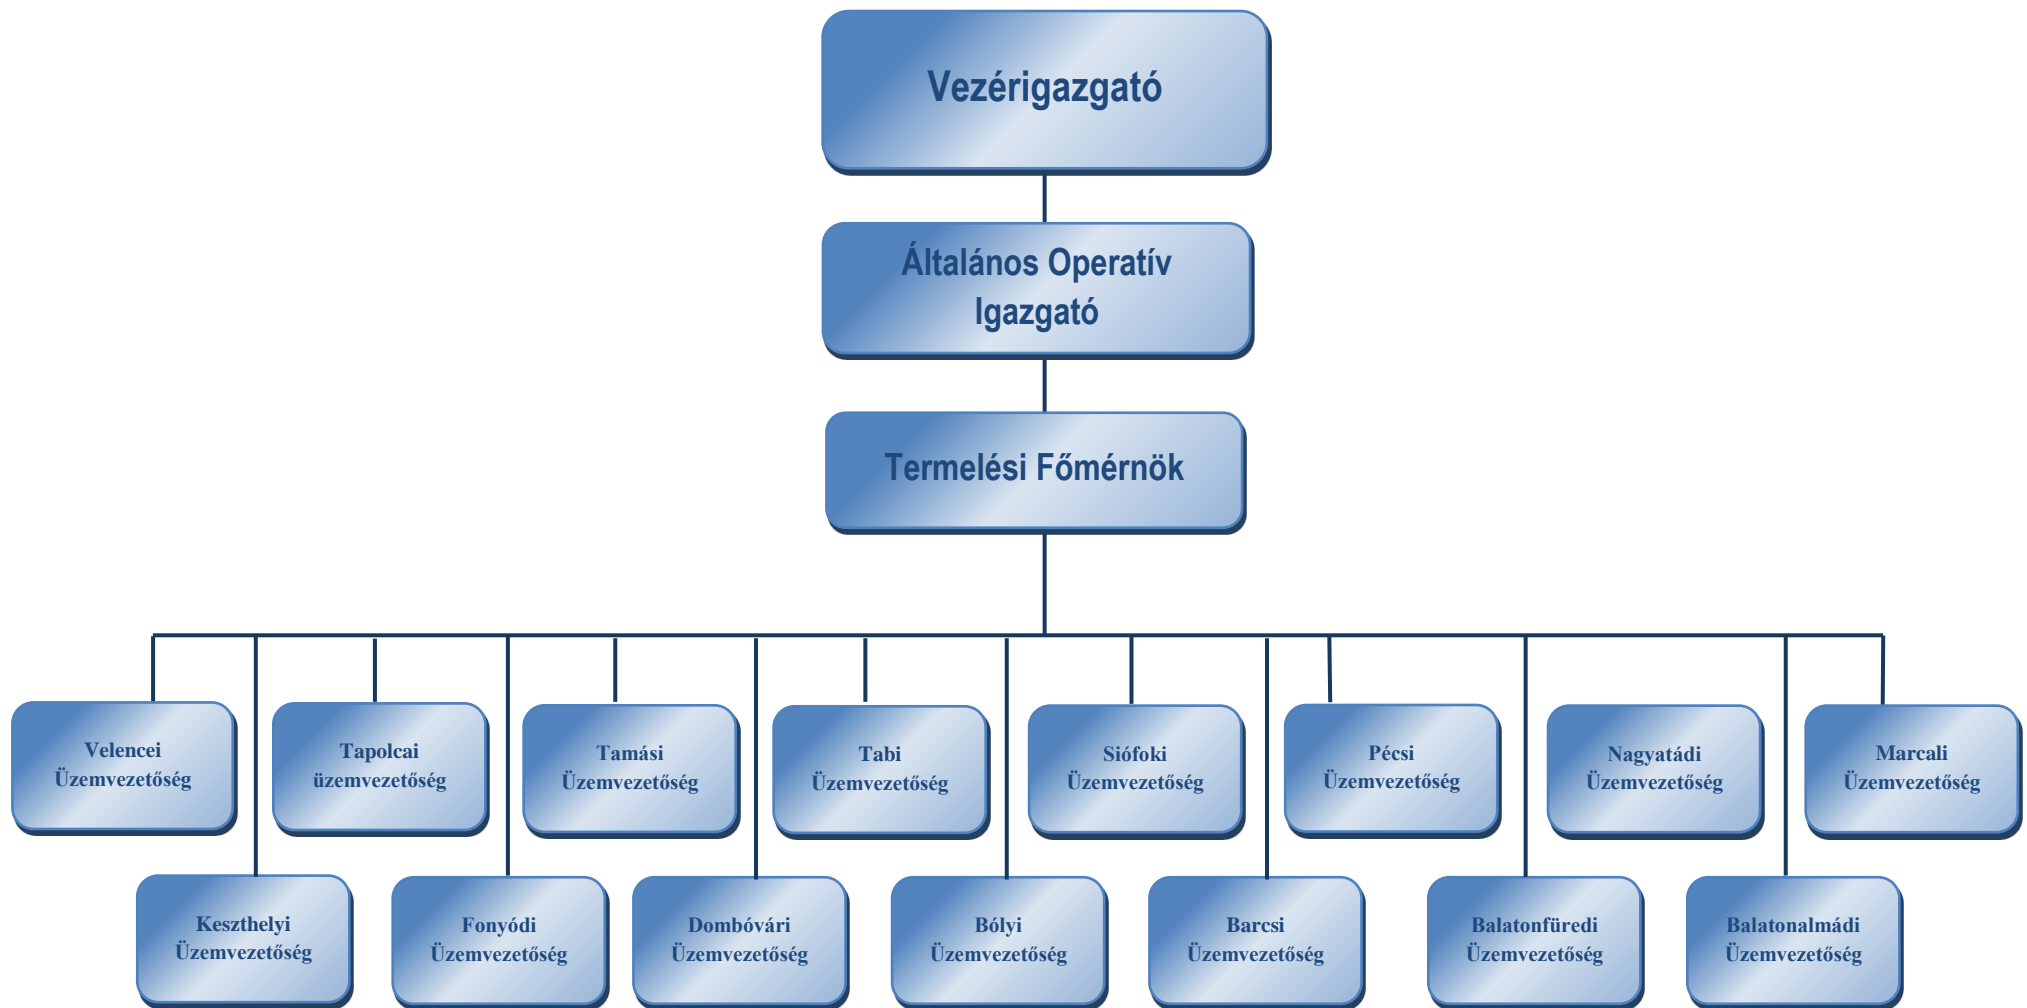 Vezérigazgató
Általános Operatív
Igazgató
Termelési Főmérnök
Velencei
Üzemvezetőség
Tapolcai
üzemvezetőség
Tamási
Üzemvezetőség
Tabi
Üzemvezetőség
Siófoki
Üzemvezetőség
Pécsi
Üzemvezetőség
Nagyatádi
Üzemvezetőség
Marcali
Üzemvezetőség
Keszthelyi
Üzemvezetőség
Fonyódi
Üzemvezetőség
Dombóvári
Üzemvezetőség
Bólyi
Üzemvezetőség
Barcsi
Üzemvezetőség
Balatonfüredi
Üzemvezetőség
Balatonalmádi
Üzemvezetőség